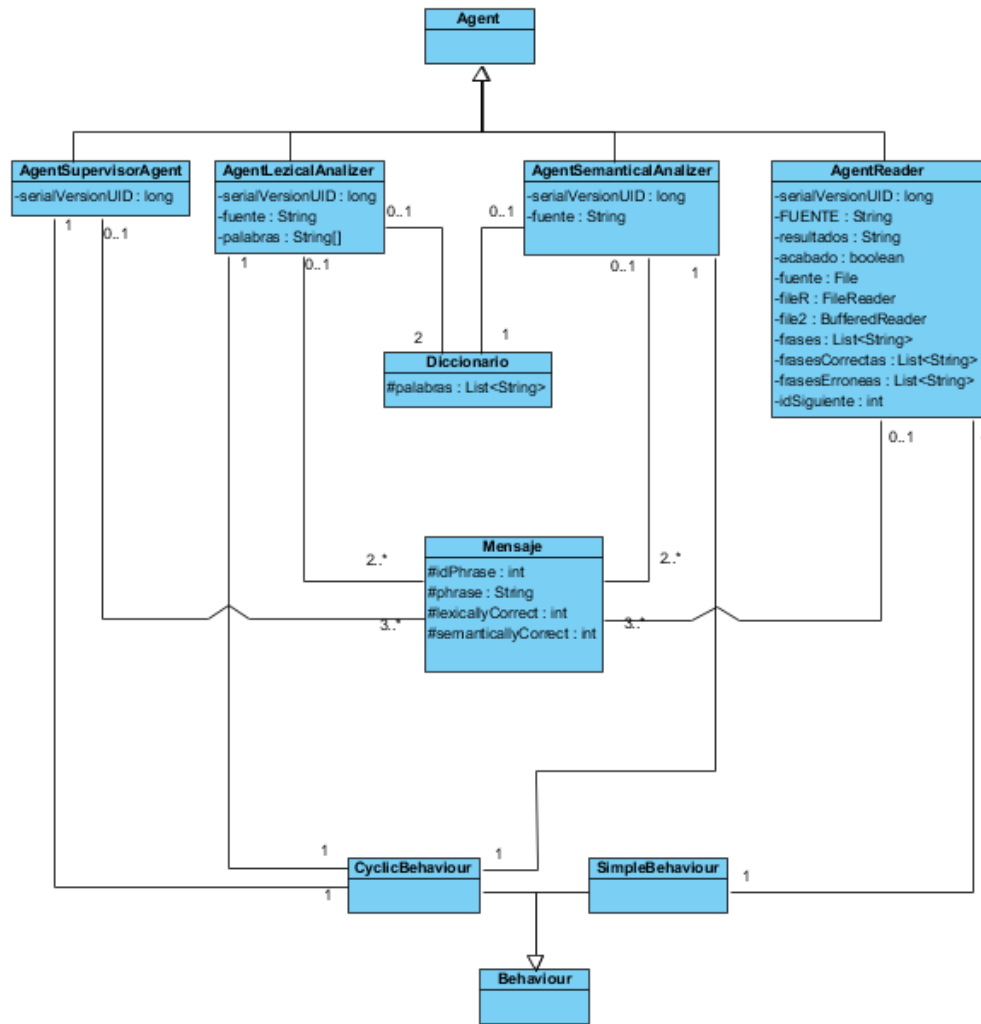 Agent
AgentSupervisorAgent
-serialVersionUID : long
AgentLezicalAnalizer
-serialVersionUID : long
-fuente : String
-palabras : String[]
AgentSemanticalAnalizer
-serialVersionUID : long
-fuente : String
AgentReader
-serialVersionUID : long
-FUENTE : String
-resultados : String
-acabado : boolean
-fuente : File
-fileR : FileReader
-file2 : BufferedReader
-frases : List<String>
-frasesCorrectas : List<String>
-frasesErroneas : List<String>
-idSiguiente : int
1
0..1
1
0..1
0..1
0..1
0..1
1
0..1
2
1
Diccionario
#palabras : List<String>
Mensaje
#idPhrase : int
#phrase : String
#lexicallyCorrect : int
#semanticallyCorrect : int
2..*
2..*
3..*
3..*
1
1
1
1
CyclicBehaviour
SimpleBehaviour
Behaviour